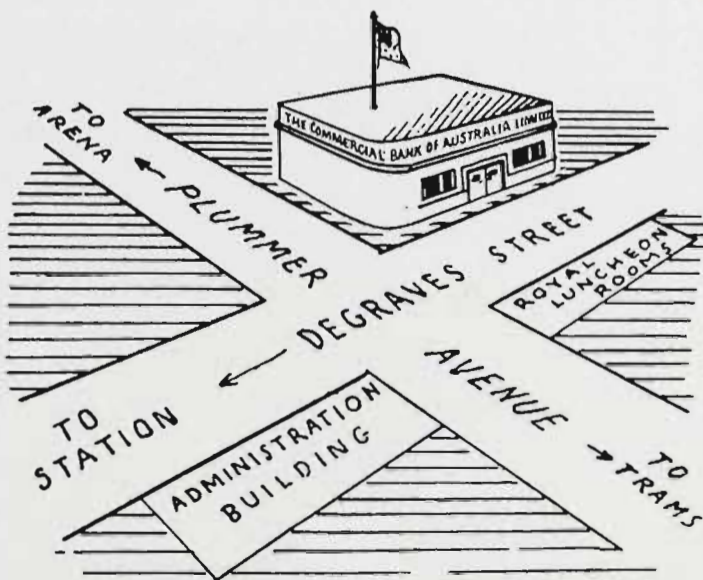 THE COMMERCIAL BANK OF AUSTRALIA LIMITED
TO
ARENA
← PLUMMER
DEGRAVES STREET
ROYAL
LUNCHEON
ROOMS
AVENUE
→ TO
TRAMS
←
TO
STATION
ADMINISTRATION
BUILDING